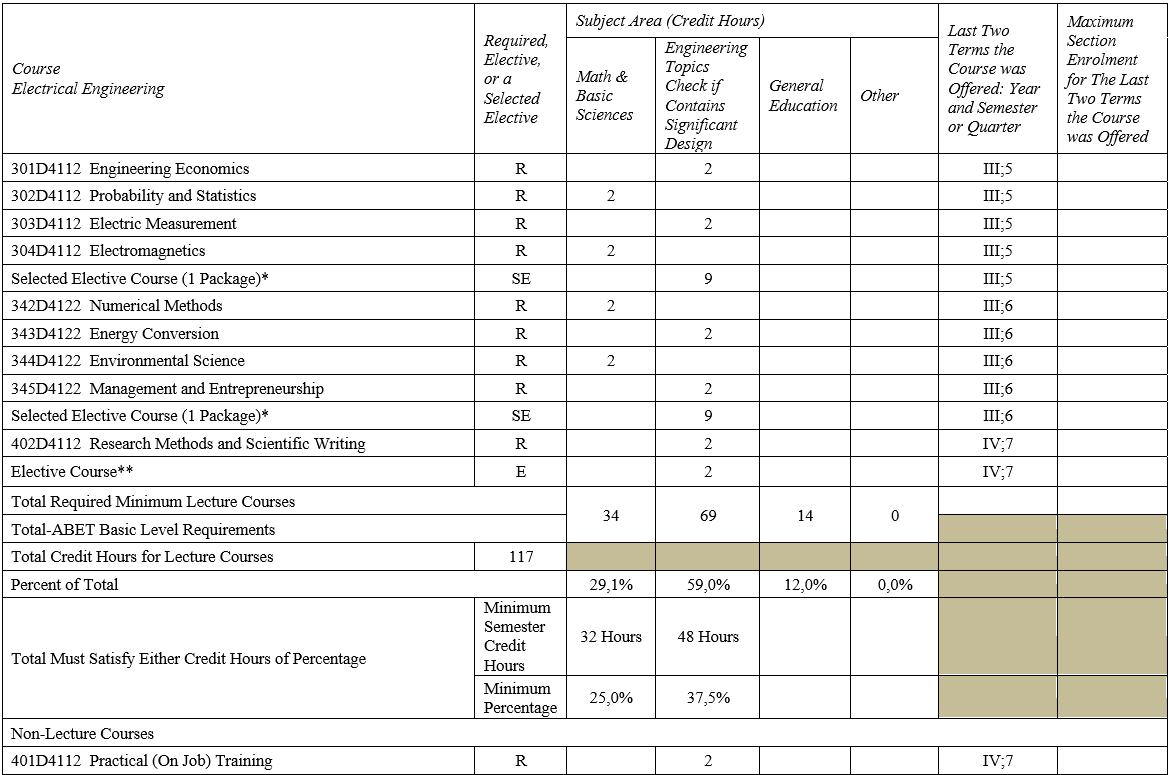 Course
Electrical Engineering
Required,
Elective,
or a
Selected
Elective
Subject Area (Credit Hours)
Math &
Basic
Sciences
Engineering
Topics
Check if
Contains
Significant
Design
General
Education
Other
Last Two
Terms the
Course was
Offered: Year
and Semester
or Quarter
Maximum
Section
Enrolment
for The Last
Two Terms
the Course
was Offered
301D4112 Engineering Economics R 2 III;5
302D4112 Probability and Statistics R 2 III;5
303D4112 Electric Measurement R 2 III;5
304D4112 Electromagnetics R 2 III;5
Selected Elective Course (1 Package)* SE 9 III;5
342D4122 Numerical Methods R 2 III;6
343D4122 Energy Conversion R 2 III;6
344D4122 Environmental Science R 2 III;6
345D4122 Management and Entrepreneurship R 2 III;6
Selected Elective Course (1 Package)* SE 9 III;6
402D4112 Research Methods and Scientific Writing R 2 IV;7
Elective Course** E 2 IV;7
Total Required Minimum Lecture Courses
Total-ABET Basic Level Requirements
34 69 14 0
Total Credit Hours for Lecture Courses 117
Percent of Total 29,1% 59,0% 12,0% 0,0%
Total Must Satisfy Either Credit Hours of Percentage
Minimum
Semester
Credit
Hours
32 Hours 48 Hours
Minimum
Percentage
25,0% 37,5%
Non-Lecture Courses
401D4112 Practical (On Job) Training R 2 IV;7